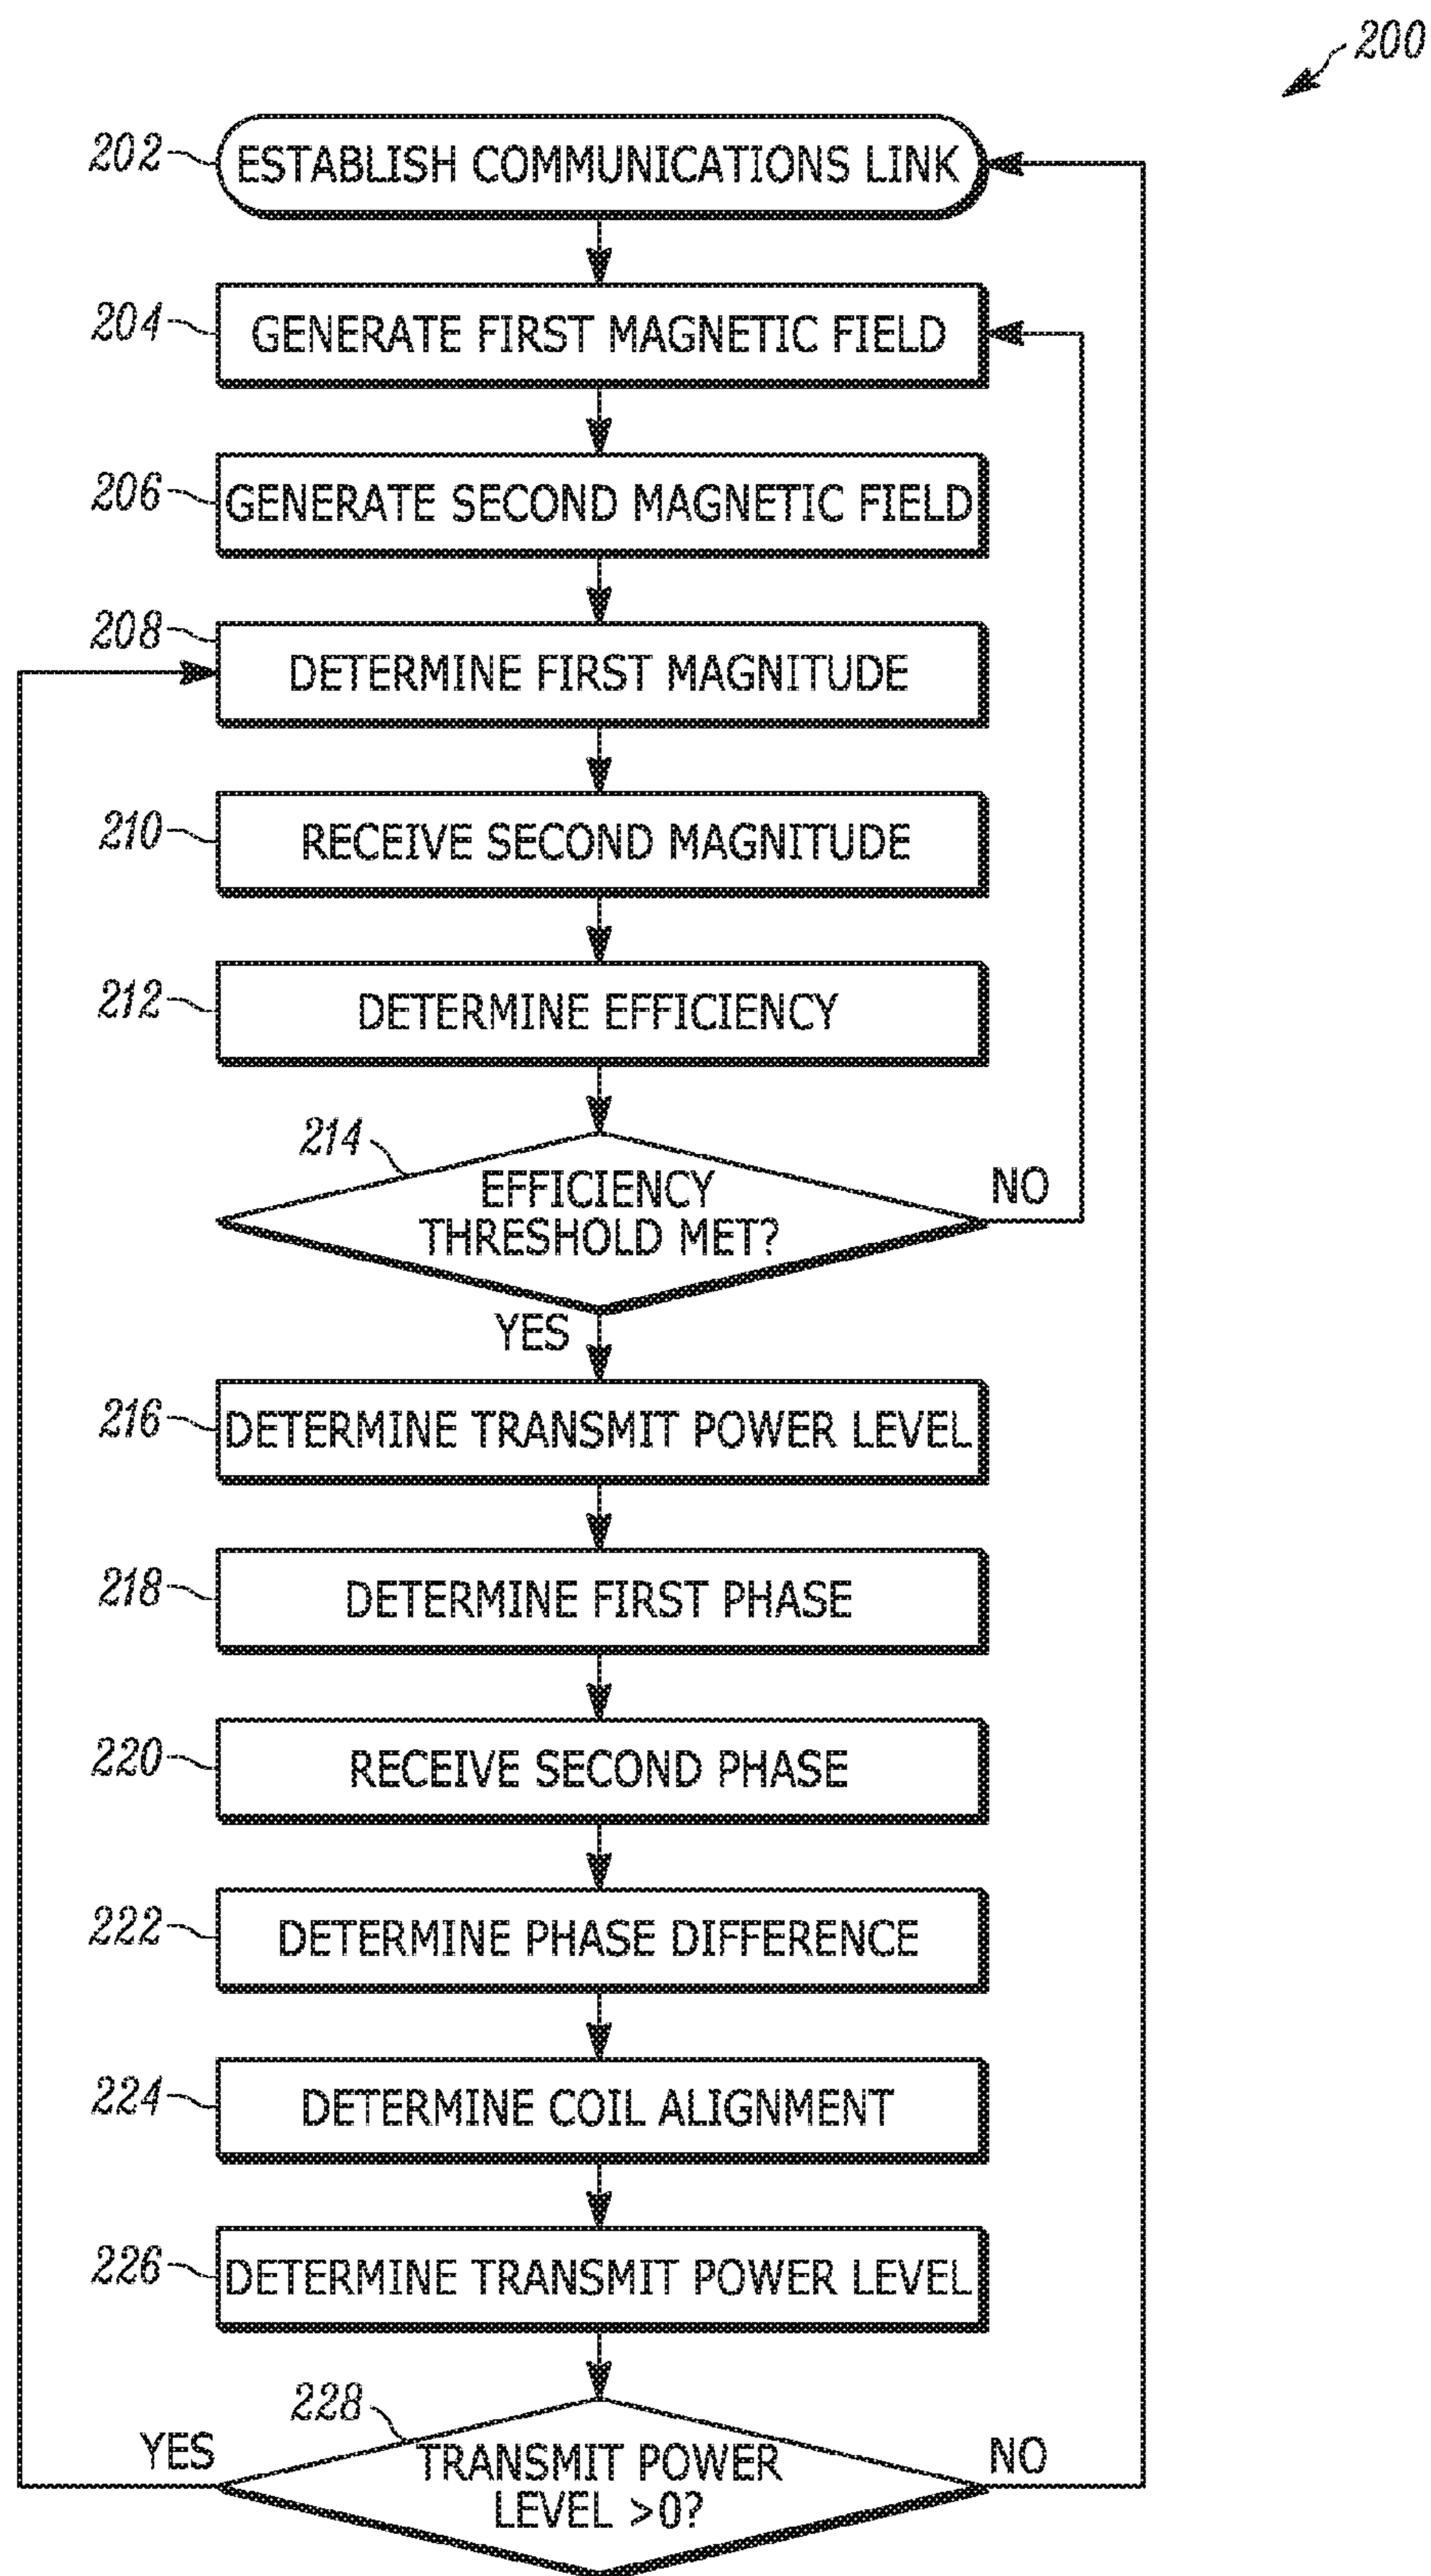 200
202
ESTABLISH COMMUNICATIONS LINK
204
GENERATE FIRST MAGNETIC FIELD
206
GENERATE SECOND MAGNETIC FIELD
208
DETERMINE FIRST MAGNITUDE
210
RECEIVE SECOND MAGNITUDE
212
DETERMINE EFFICIENCY
214
EFFICIENCY
THRESHOLD MET?
NO
YES
216
DETERMINE TRANSMIT POWER LEVEL
218
DETERMINE FIRST PHASE
220
RECEIVE SECOND PHASE
222
DETERMINE PHASE DIFFERENCE
224
DETERMINE COIL ALIGNMENT
226
DETERMINE TRANSMIT POWER LEVEL
228
YES
TRANSMIT POWER
LEVEL >0?
NO